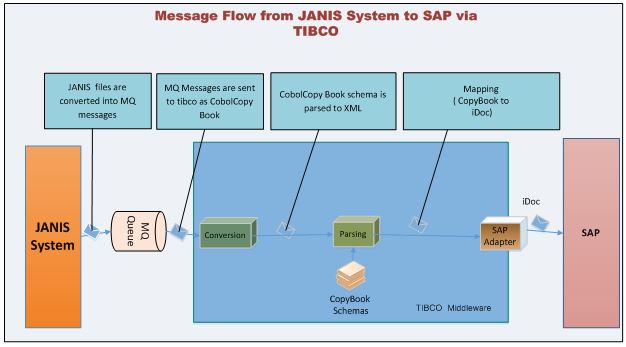 Message Flow from JANIS System to SAP via
TIBCO
JANIS files are
converted into MQ
messages
MQ Messages are sent
to tibco as CobolCopy
Book
CobolCopy Book schema is
parsed to XML
Mapping
( CopyBook to
iDoc)
JANIS
System
MQ
Queue
Conversion
Parsing
CopyBook
Schemas
SAP
Adapter
iDoc
SAP
TIBCO Middleware